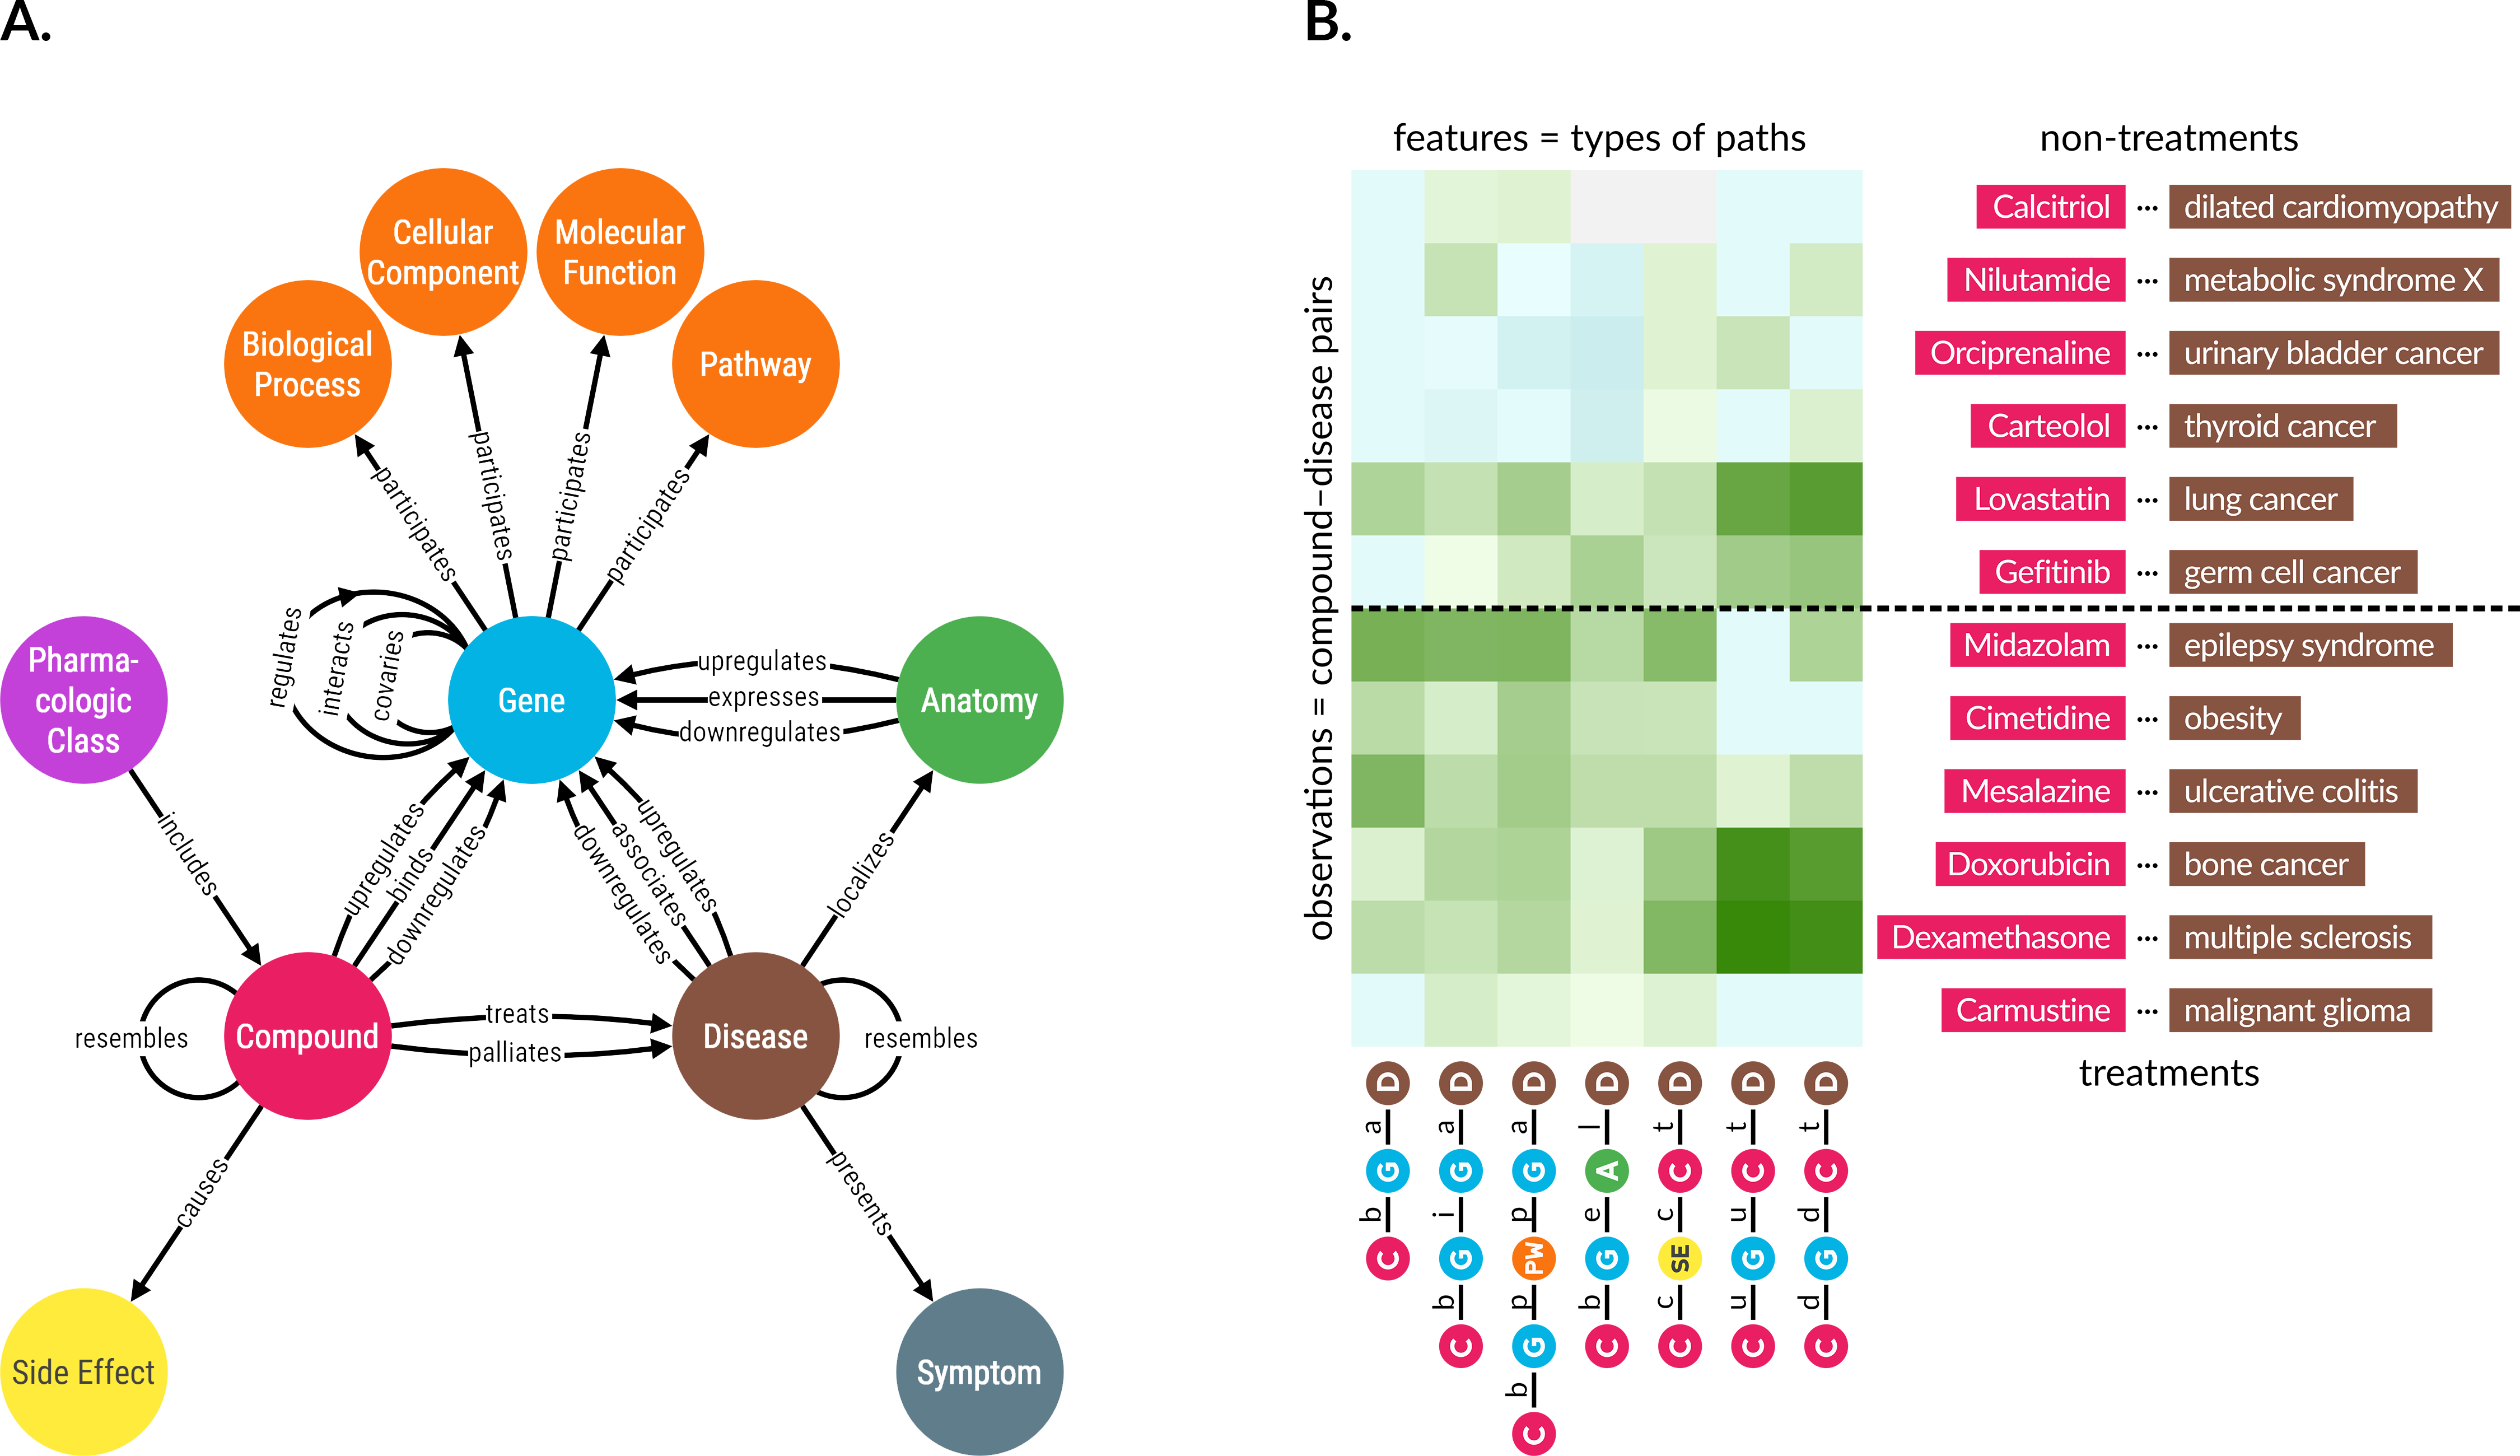 A.
Cellular
Component
Molecular
Function
Biological
Process
Pathway
participates
participates
participates
participates
regulates
interacts
covaries
Pharma-
cologic
Class
Gene
Anatomy
upregulates
expresses
downregulates
includes
upregulates
binds
downregulates
downregulates
associates
upregulates
localizes
resembles
Compound
treats
palliates
Disease
resembles
causes
presents
Side Effect
Symptom
B.
features = types of paths
non-treatments
observations = compound–disease pairs
Calcitriol ··· dilated cardiomyopathy
Nilutamide ··· metabolic syndrome X
Orciprenaline ··· urinary bladder cancer
Carteolol ··· thyroid cancer
Lovastatin ··· lung cancer
Gefitinib ··· germ cell cancer
Midazolam ··· epilepsy syndrome
Cimetidine ··· obesity
Mesalazine ··· ulcerative colitis
Doxorubicin ··· bone cancer
Dexamethasone ··· multiple sclerosis
Carmustine ··· malignant glioma
treatments
C b G a D
C b G i G a D
C b G p PW p G a D
C b G e A l D
C c SE c C t D
C u G u C t D
C d G d C t D